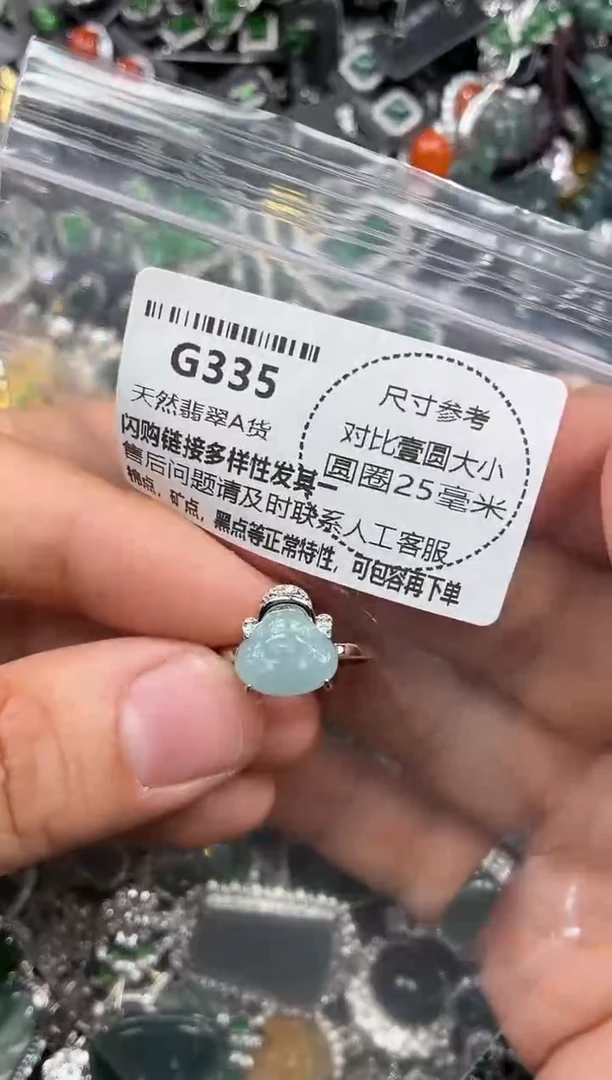 G335
天然翡翠A货
闪购链接多样性发其一
售后问题请及时联系人工客服
棉点，矿点，黑点等正常特性，可包容再下单
尺寸参考
对比壹圆大小
圆圈25毫米